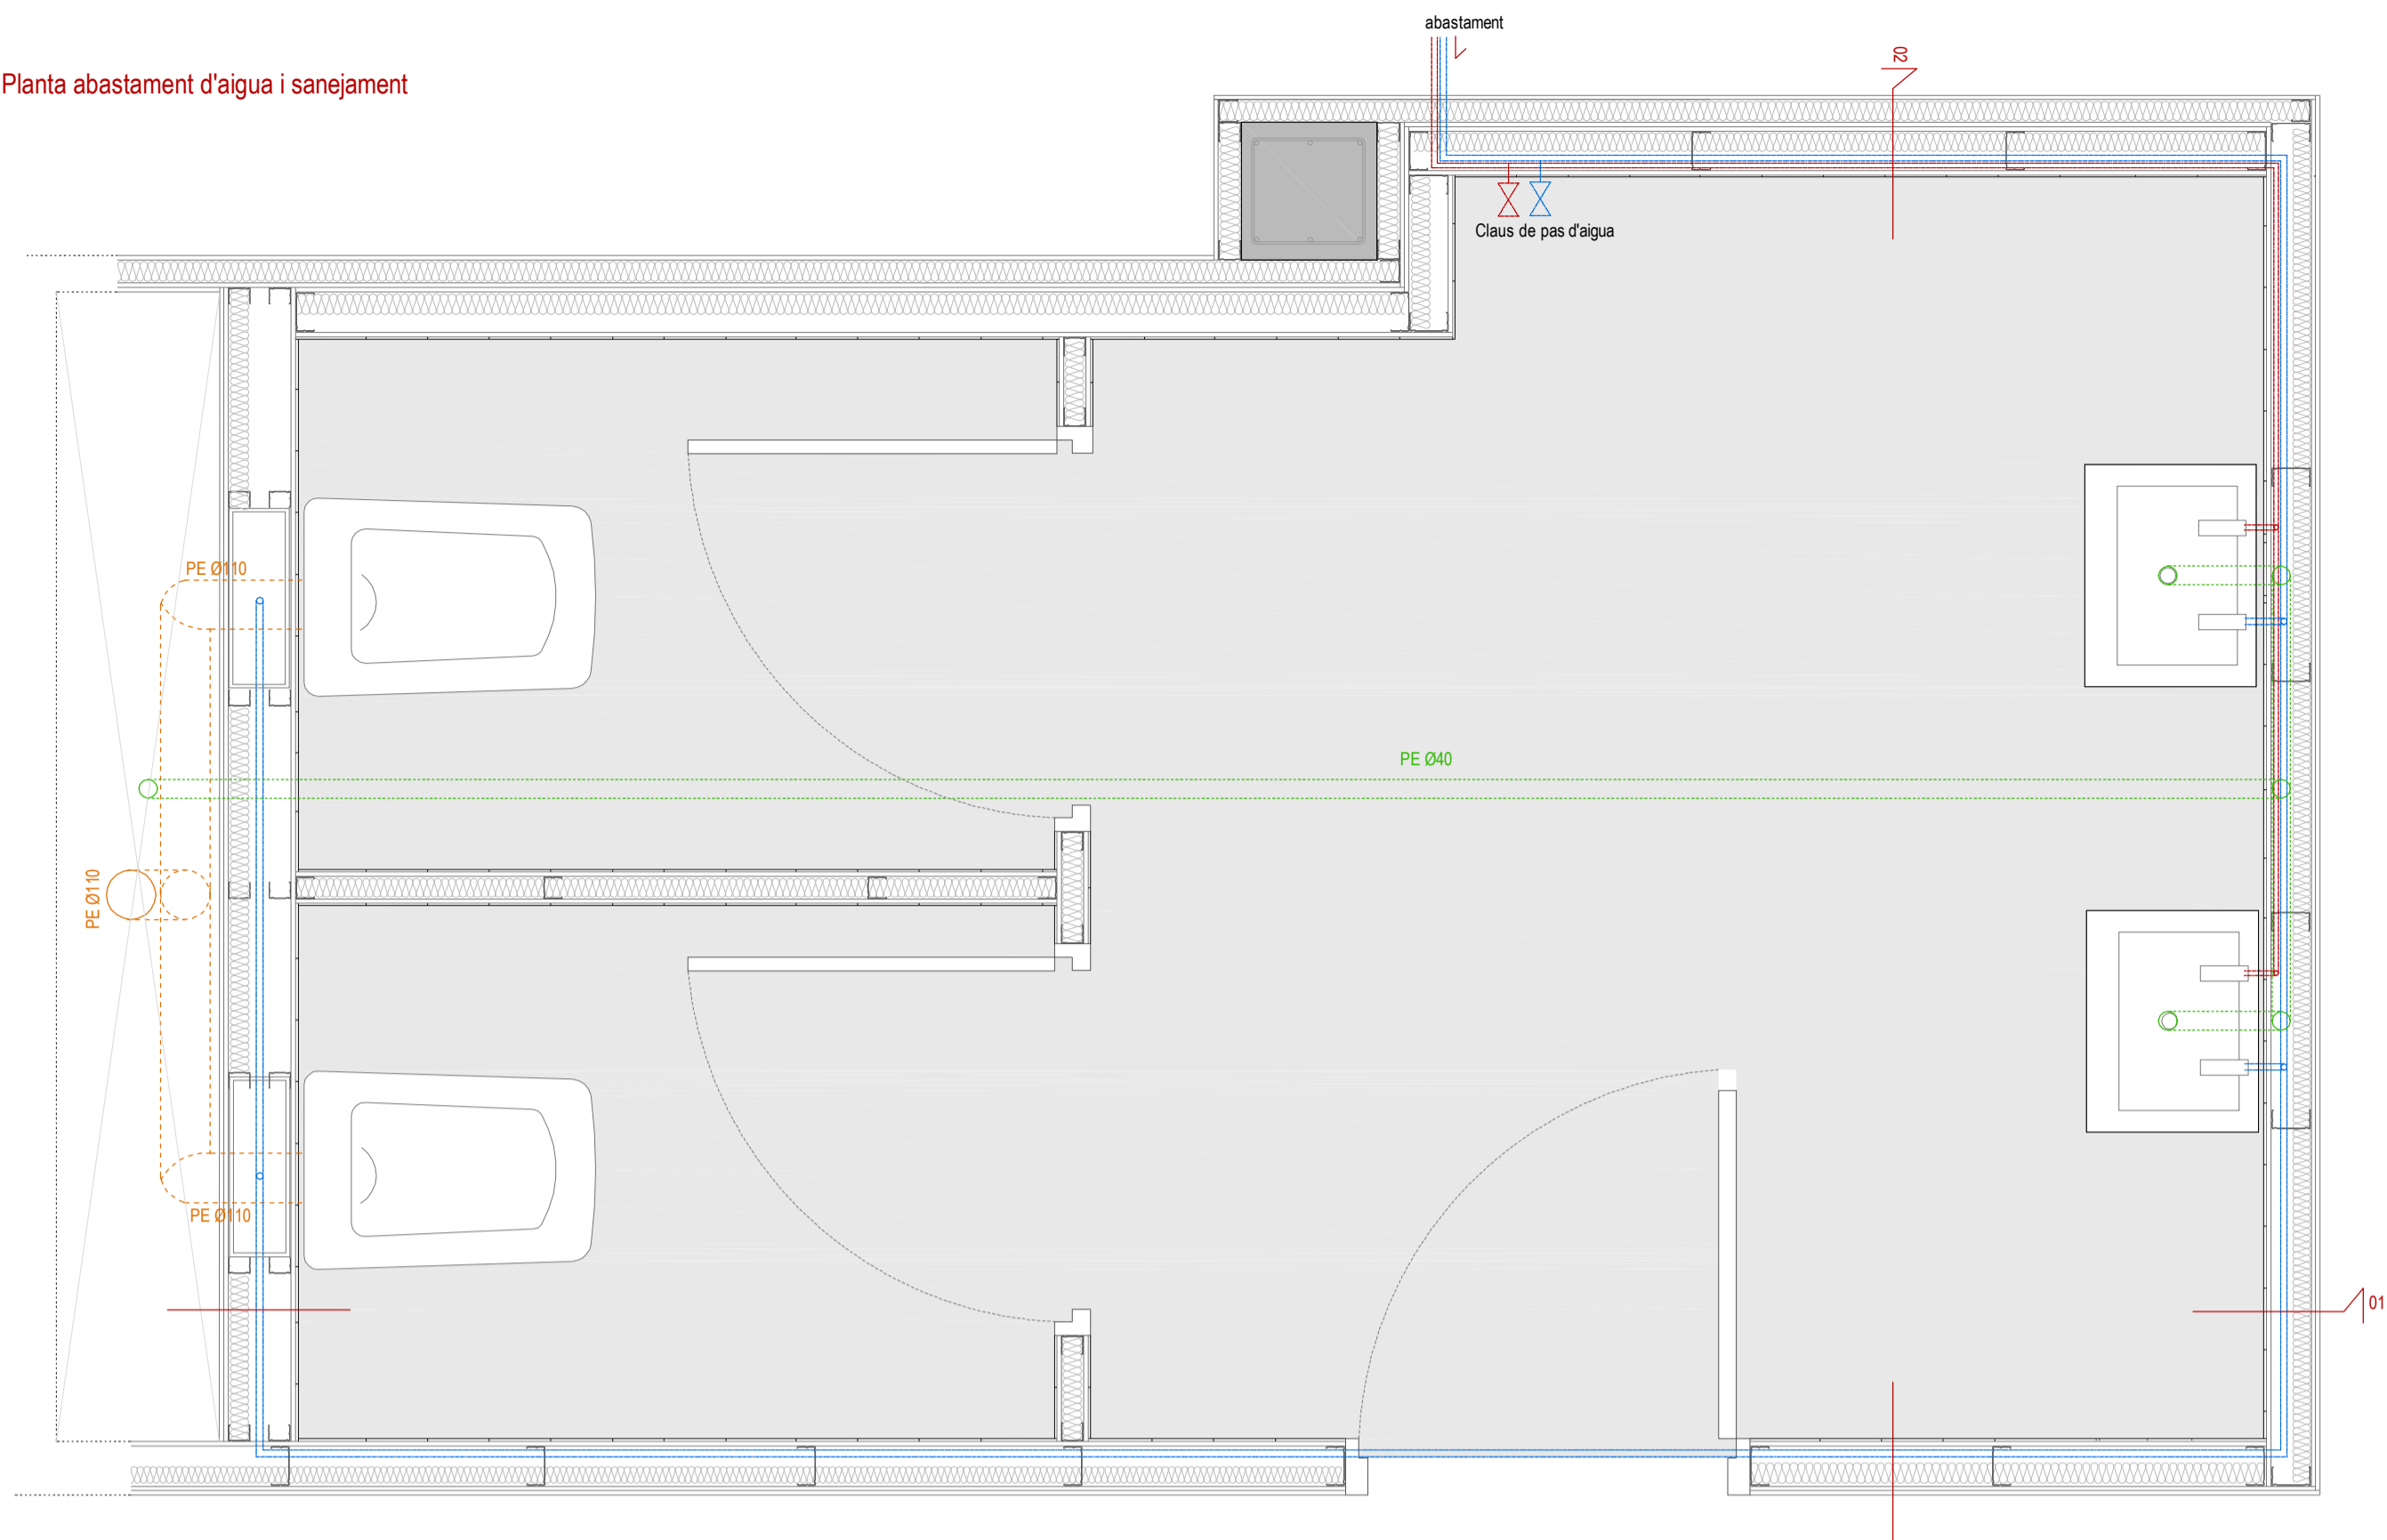 abastament
02
Planta abastament d'aigua i sanejament
Claus de pas d'aigua
PE Ø110
PE Ø40
PE Ø110
PE Ø110
01